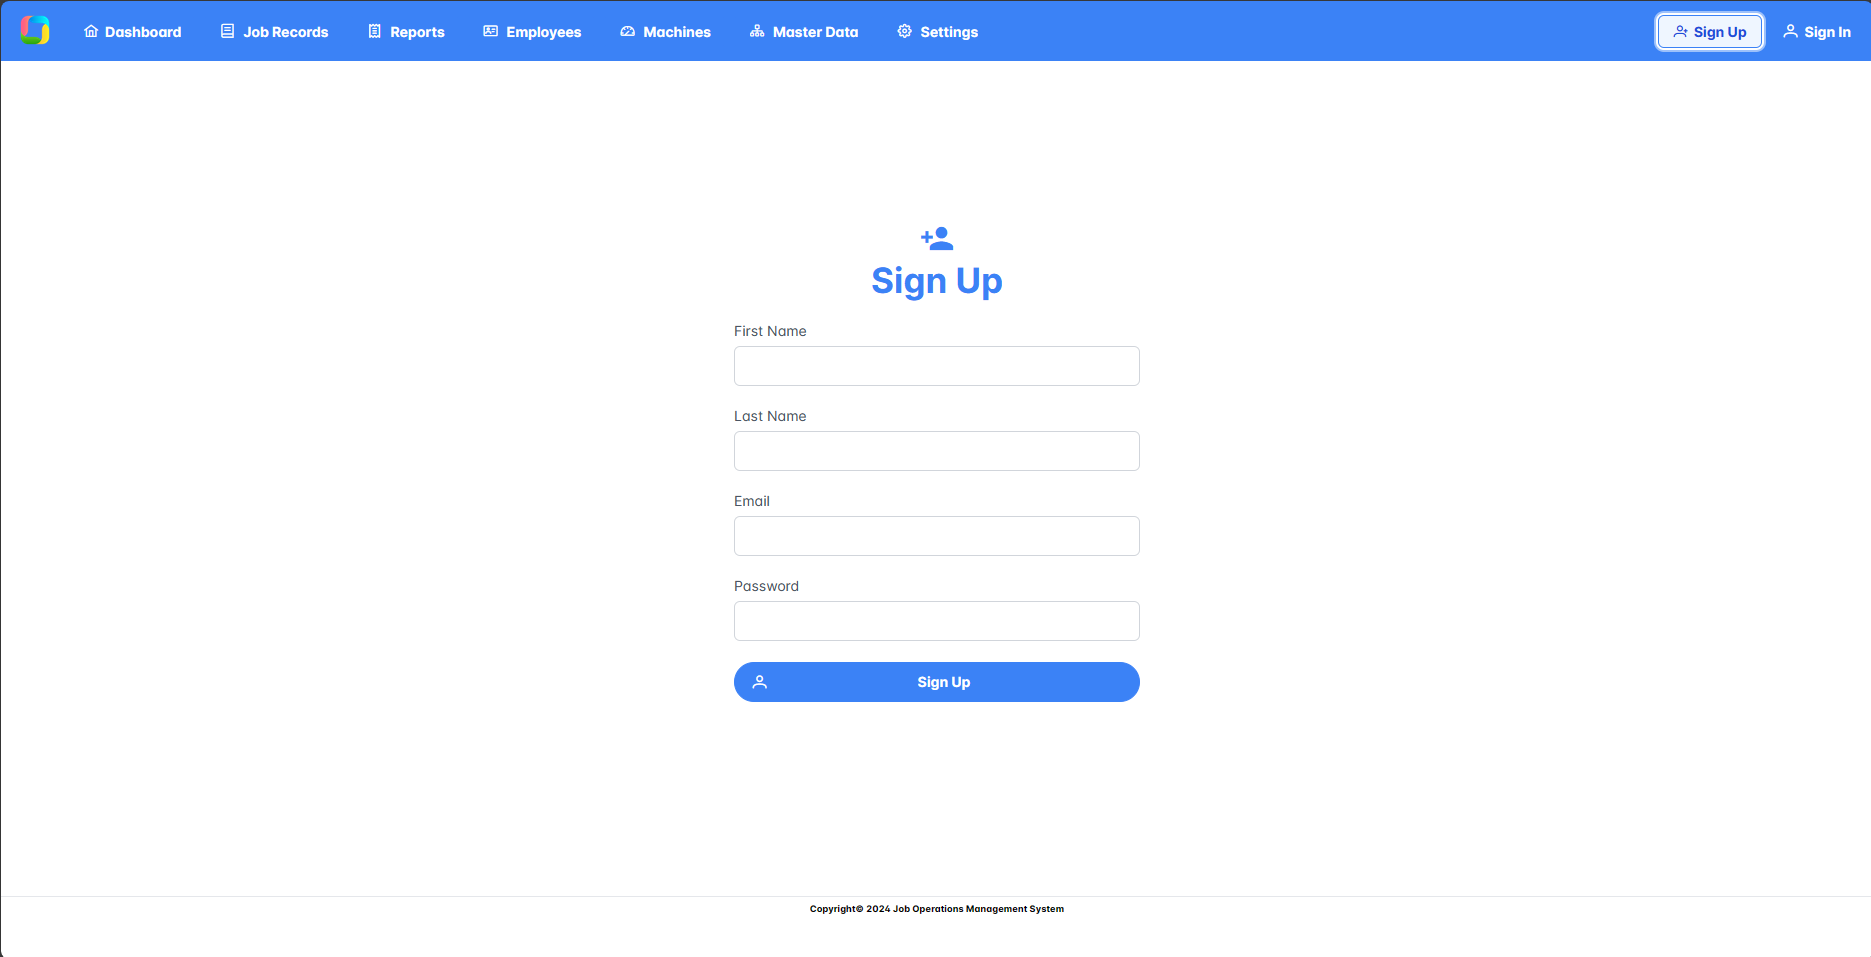 Dashboard Job Records Reports Employees Machines Master Data Settings Sign Up Sign In
Sign Up
First Name
Last Name
Email
Password
Sign Up
Copyright© 2024 Job Operations Management System